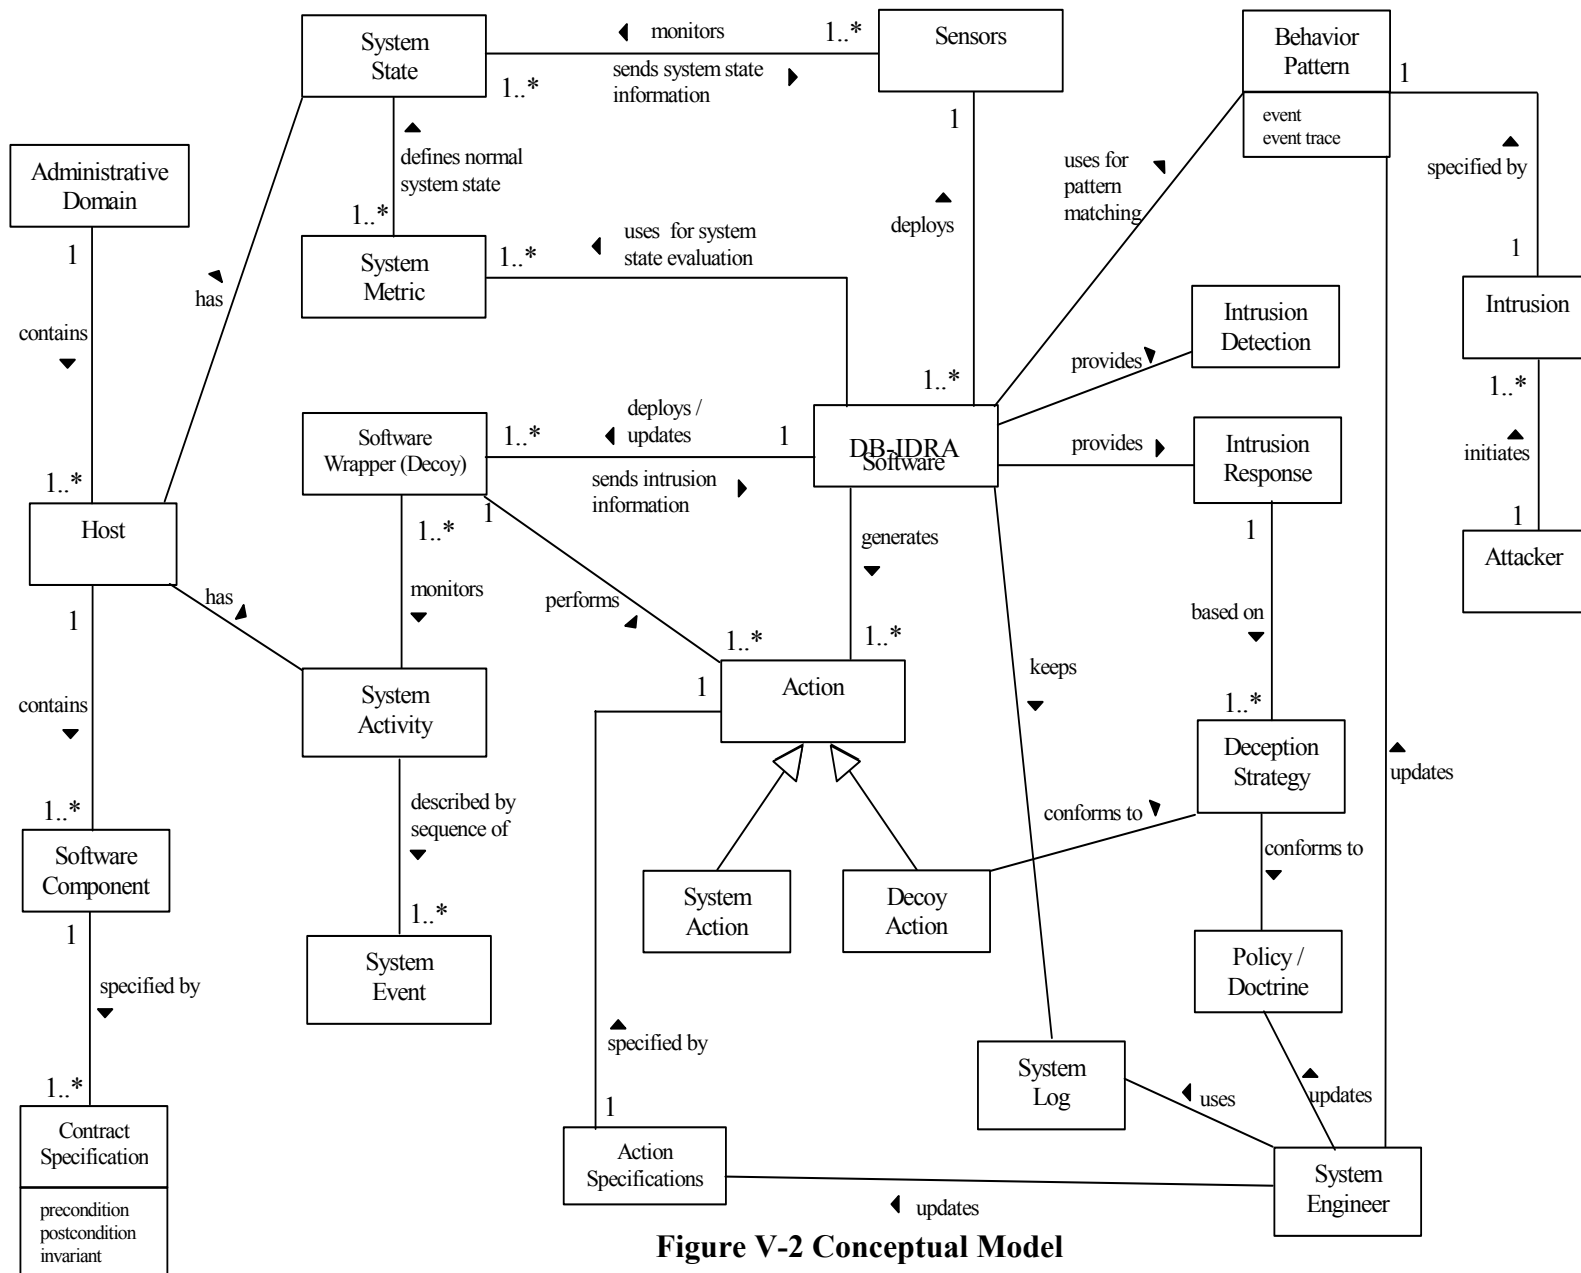 System
State
1..*
monitors
1..*
sends system state
information
Sensors
1
Behavior
Pattern
event
event trace
1
specified by
1
Intrusion
1..*
initiates
1
Attacker
Administrative
Domain
1
contains
1..*
Host
has
defines normal
system state
1..*
System
Metric
1..*
uses for system
state evaluation
deploys
1..*
uses for
pattern
matching
Intrusion
Detection
provides
DB-IDRA
Software
provides
Intrusion
Response
1
based on
1..*
Software
Wrapper (Decoy)
1..*
deploys /
updates
1
sends intrusion
information
1
1..*
monitors
performs
generates
1..*
1..*
has
System
Activity
described by
sequence of
1..*
System
Event
1
contains
1..*
Software
Component
1
specified by
1..*
Contract
Specification
precondition
postcondition
invariant
1
Action
System
Action
Decoy
Action
conforms to
keeps
Deception
Strategy
conforms to
updates
Policy /
Doctrine
specified by
1
Action
Specifications
System
Log
uses
updates
System
Engineer
updates
Figure V-2 Conceptual Model